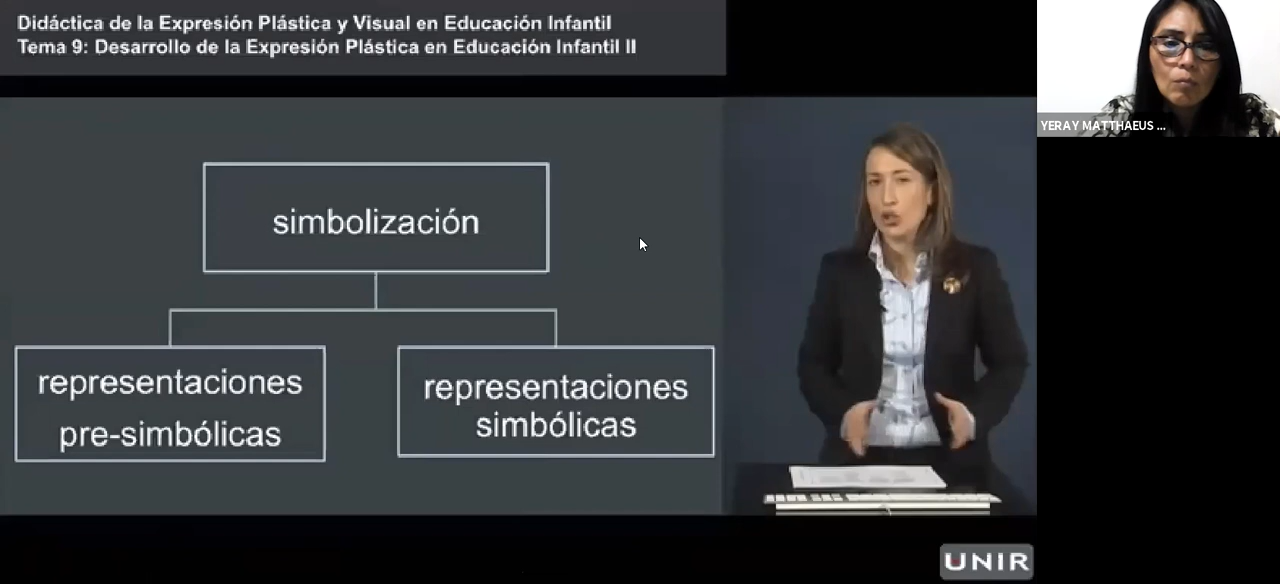 Didáctica de la Expresión Plástica y Visual en Educación Infantil
Tema 9: Desarrollo de la Expresión Plástica en Educación Infantil II
simbolización
representaciones
pre-simbólicas
representaciones
simbólicas
YERAY MATTHAEUS ...
UNIR